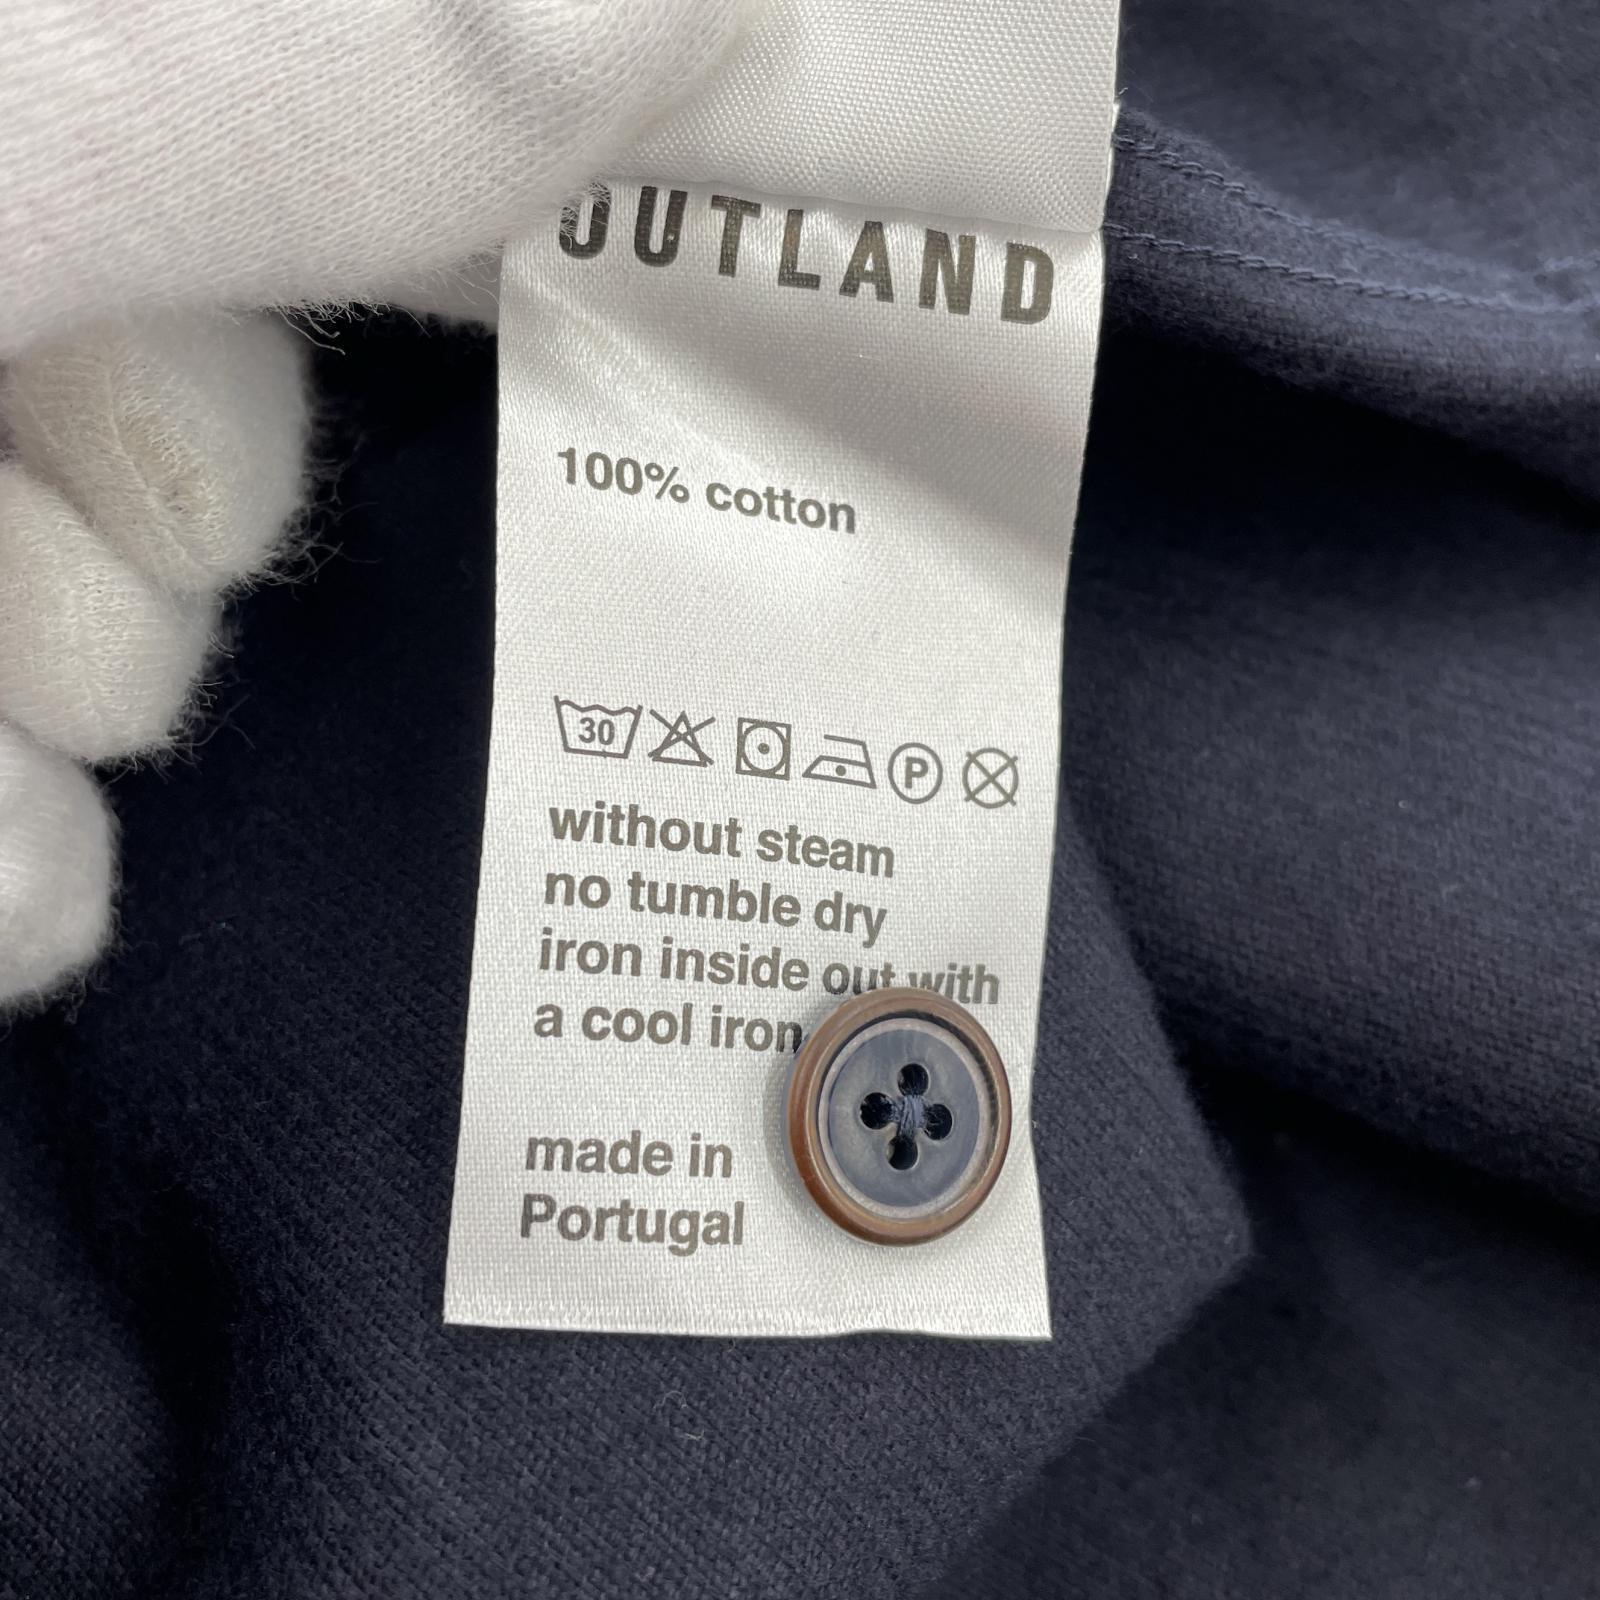 OUTLAND
100% cotton
30 P
without steam
no tumble dry
iron inside out with
a cool iron
made in
Portugal